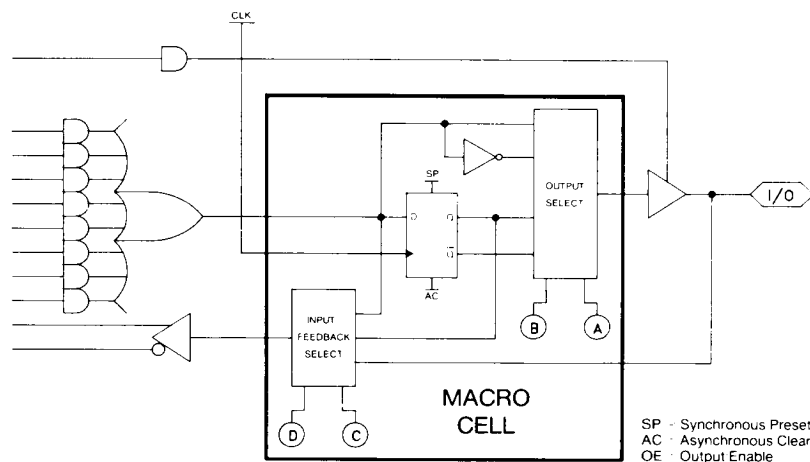 CLK
SP
D
Q
Q
AC
OUTPUT
SELECT
I/O
B
A
INPUT
FEEDBACK
SELECT
D
C
MACRO
CELL
SP - Synchronous Preset
AC - Asynchronous Clear
OE - Output Enable